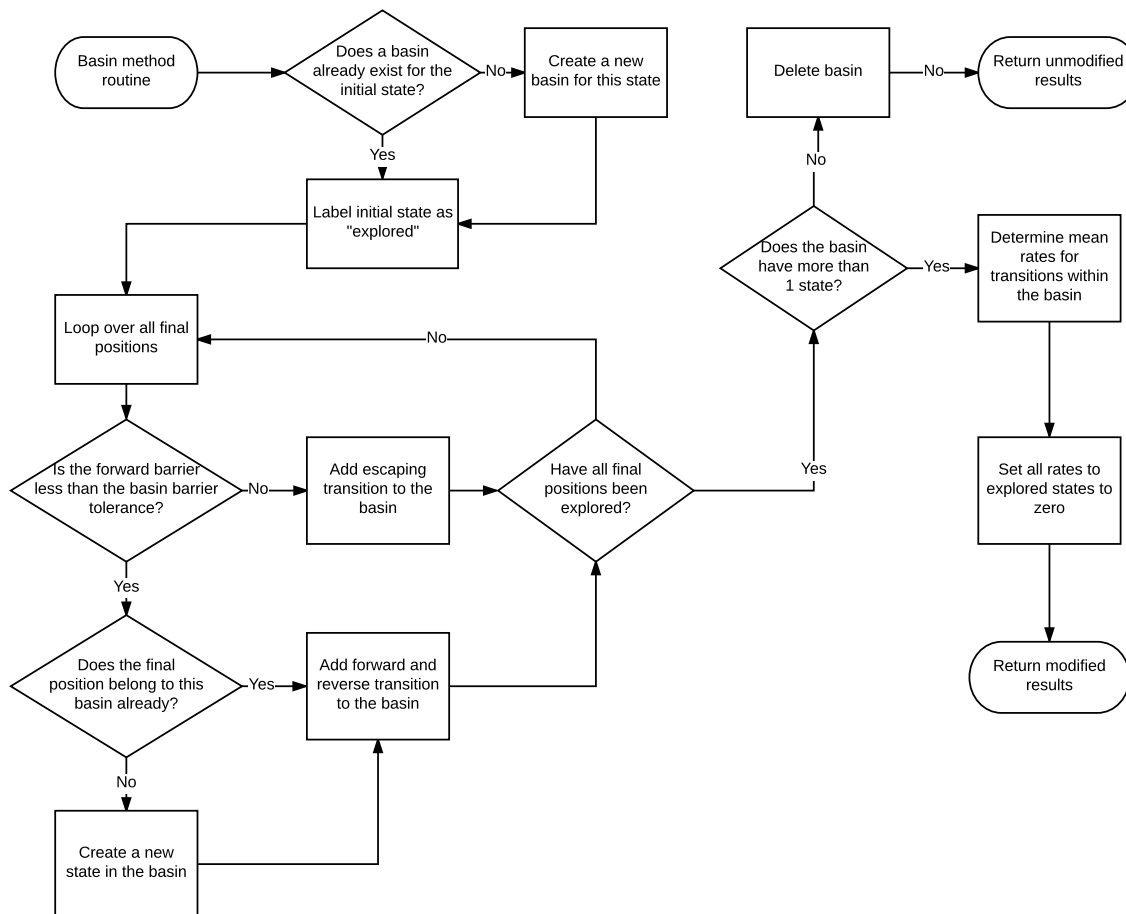 Basin method
routine
Does a basin
already exist for the
initial state?
No
Create a new
basin for this state
Yes
Label initial state as
"explored"
Loop over all final
positions
No
Is the forward barrier
less than the basin barrier
tolerance?
No
Add escaping
transition to the
basin
Have all final
positions been
explored?
Yes
Yes
Does the final
position belong to this
basin already?
Yes
Add forward and
reverse transition
to the basin
No
Create a new
state in the basin
Delete basin
No
Return unmodified
results
No
Does the basin
have more than
1 state?
Yes
Determine mean
rates for
transitions within
the basin
Set all rates to
explored states to
zero
Return modified
results